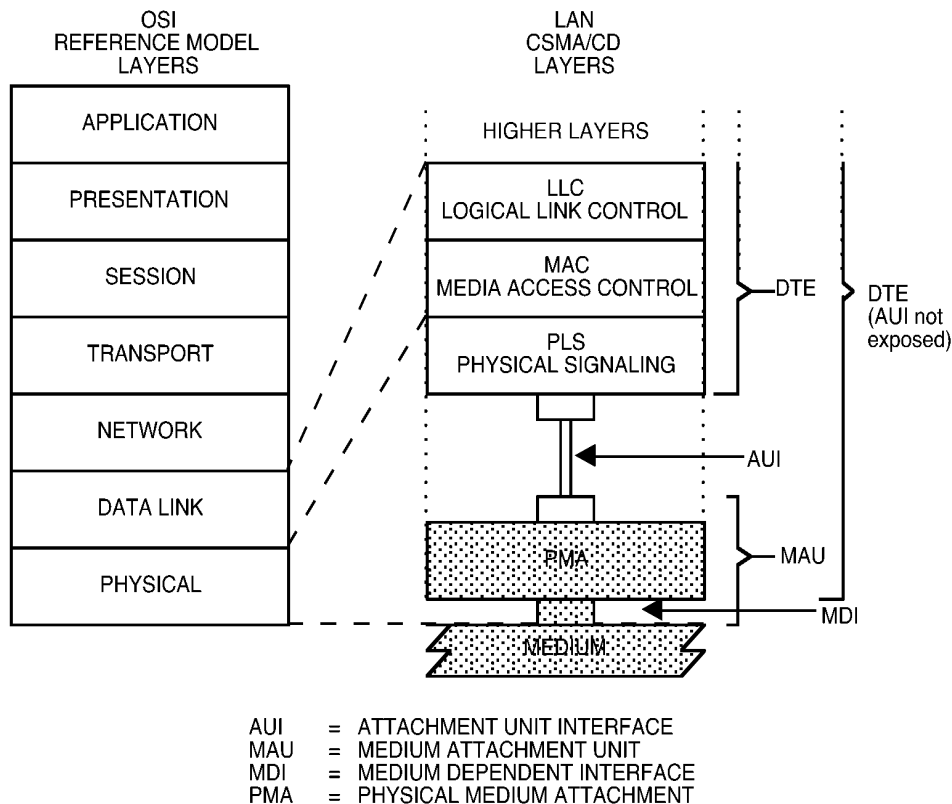 OSI
REFERENCE MODEL
LAYERS
APPLICATION
PRESENTATION
SESSION
TRANSPORT
NETWORK
DATA LINK
PHYSICAL
LAN
CSMA/CD
LAYERS
HIGHER LAYERS
LLC
LOGICAL LINK CONTROL
MAC
MEDIA ACCESS CONTROL
PLS
PHYSICAL SIGNALING
DTE
DTE
(AUI not
exposed)
AUI
PMA
MAU
MDI
MEDIUM
AUI = ATTACHMENT UNIT INTERFACE
MAU = MEDIUM ATTACHMENT UNIT
MDI = MEDIUM DEPENDENT INTERFACE
PMA = PHYSICAL MEDIUM ATTACHMENT